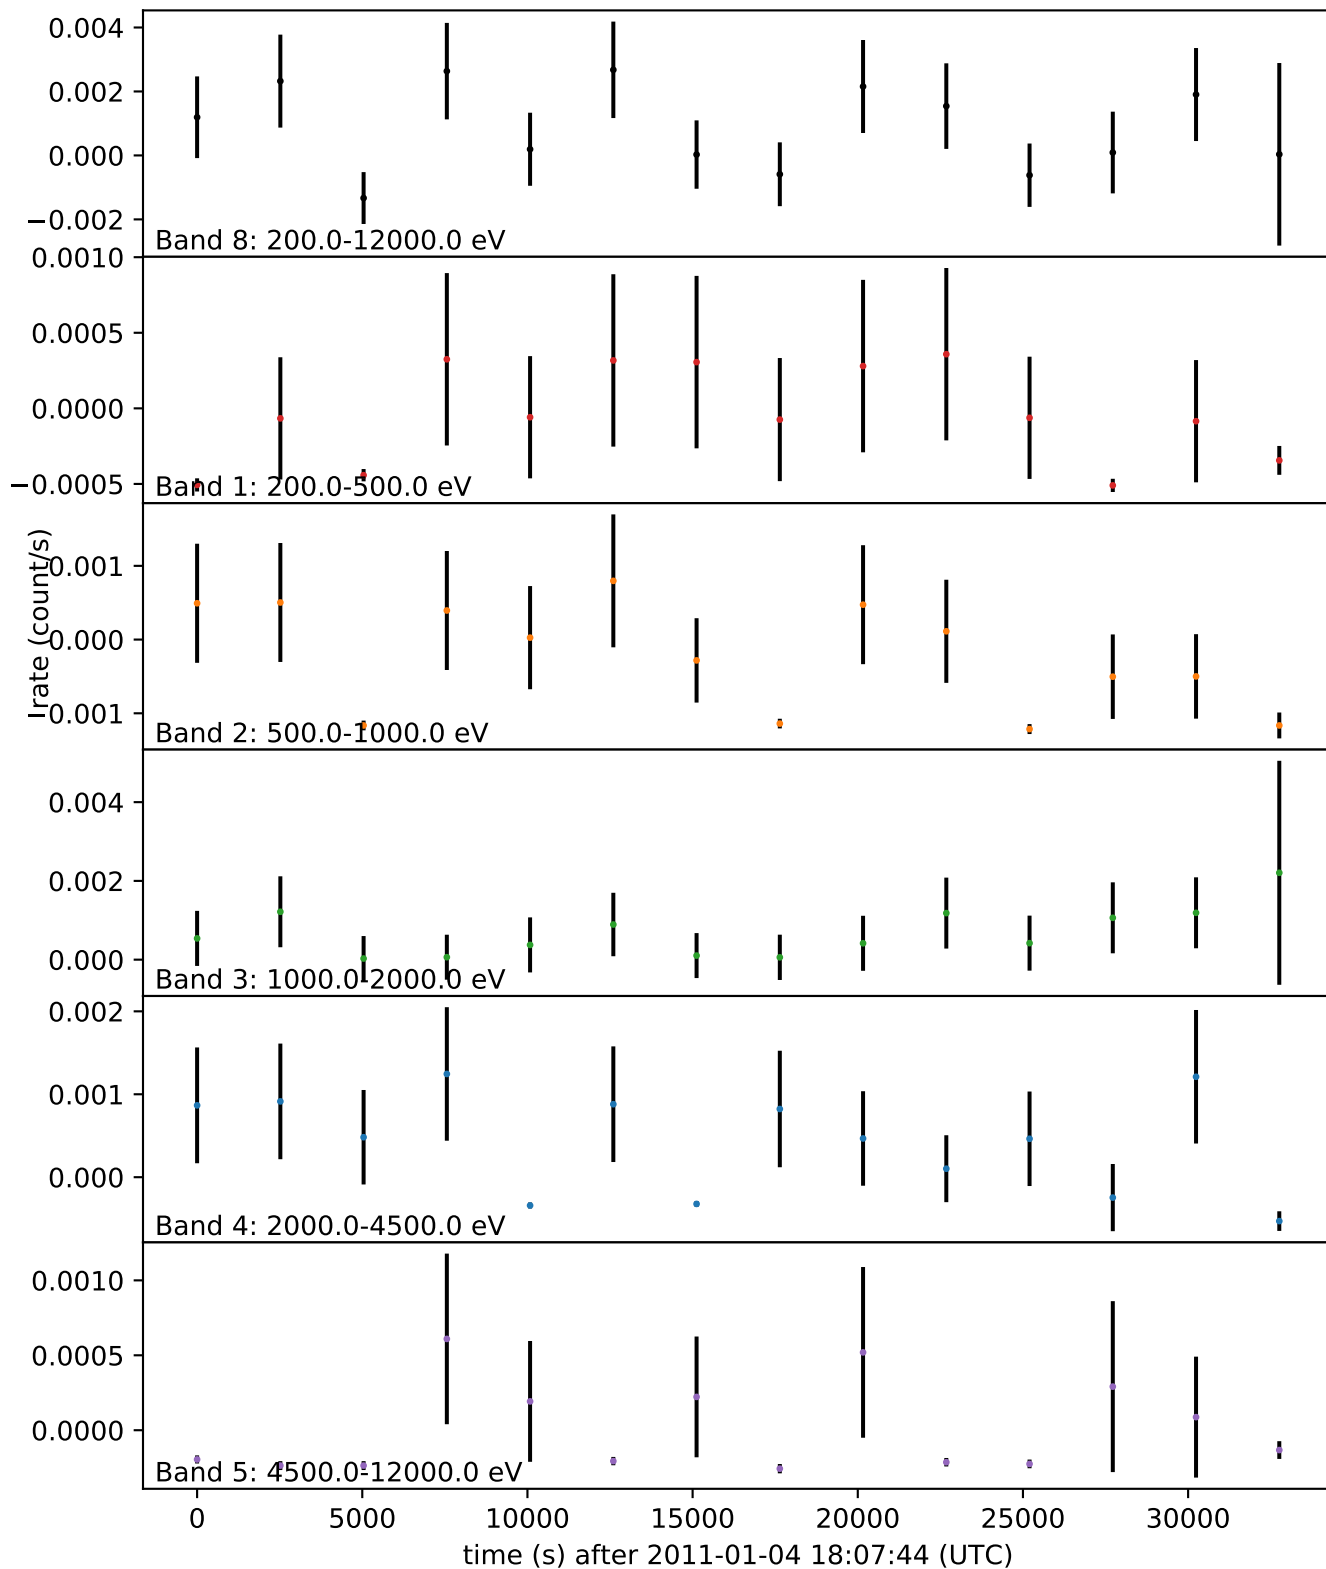 0.004
0.002
0.000
−0.002
Band 8: 200.0-12000.0 eV
0.0010
0.0005
0.0000
−0.0005
Band 1: 200.0-500.0 eV
rate (count/s)
0.001
0.000
−0.001
Band 2: 500.0-1000.0 eV
0.004
0.002
0.000
Band 3: 1000.0-2000.0 eV
0.002
0.001
0.000
Band 4: 2000.0-4500.0 eV
0.0010
0.0005
0.0000
Band 5: 4500.0-12000.0 eV
0 5000 10000 15000 20000 25000 30000
time (s) after 2011-01-04 18:07:44 (UTC)